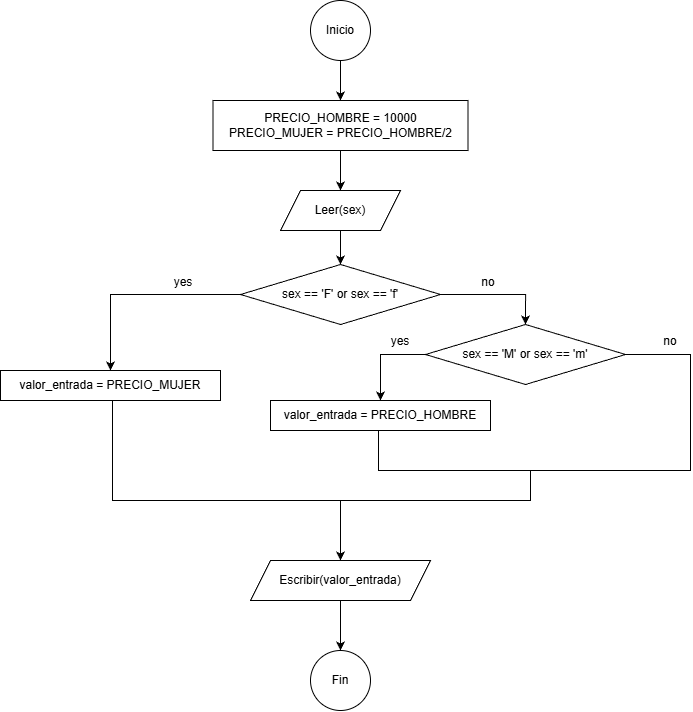 Inicio
PRECIO_HOMBRE = 10000
PRECIO_MUJER = PRECIO_HOMBRE/2
Leer(sex)
yes
sex == 'F' or sex == 'f'
no
yes
sex == 'M' or sex == 'm'
no
valor_entrada = PRECIO_MUJER
valor_entrada = PRECIO_HOMBRE
Escribir(valor_entrada)
Fin